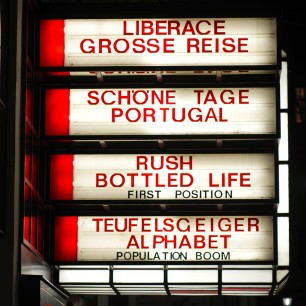 LIBERACE
GROSSE REISE
SCHÖNE TAGE
PORTUGAL
RUSH
BOTTLED LIFE
FIRST POSITION
TEUFELSGEIGER
ALPHABET
POPULATION BOOM